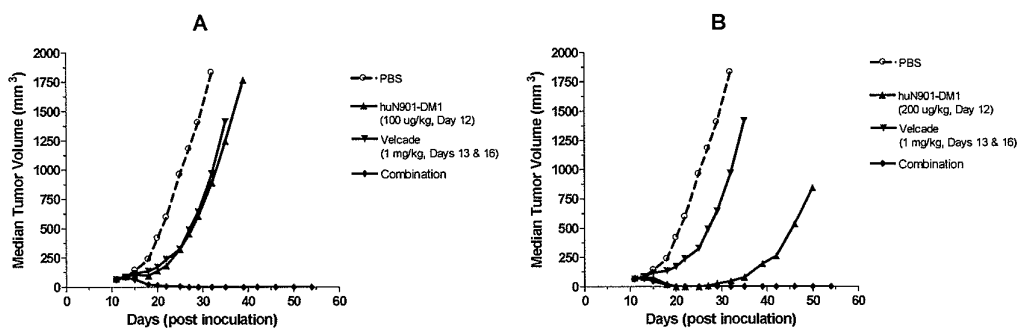 A
Median Tumor Volume (mm³)
2000
1750
1500
1250
1000
750
500
250
0
0 10 20 30 40 50 60
Days (post inoculation)
PBS
huN901-DM1
(100 ug/kg, Day 12)
Velcade
(1 mg/kg, Days 13 & 16)
Combination
B
Median Tumor Volume (mm³)
2000
1750
1500
1250
1000
750
500
250
0
0 10 20 30 40 50 60
Days (post inoculation)
PBS
huN901-DM1
(200 ug/kg, Day 12)
Velcade
(1 mg/kg, Days 13 & 16)
Combination